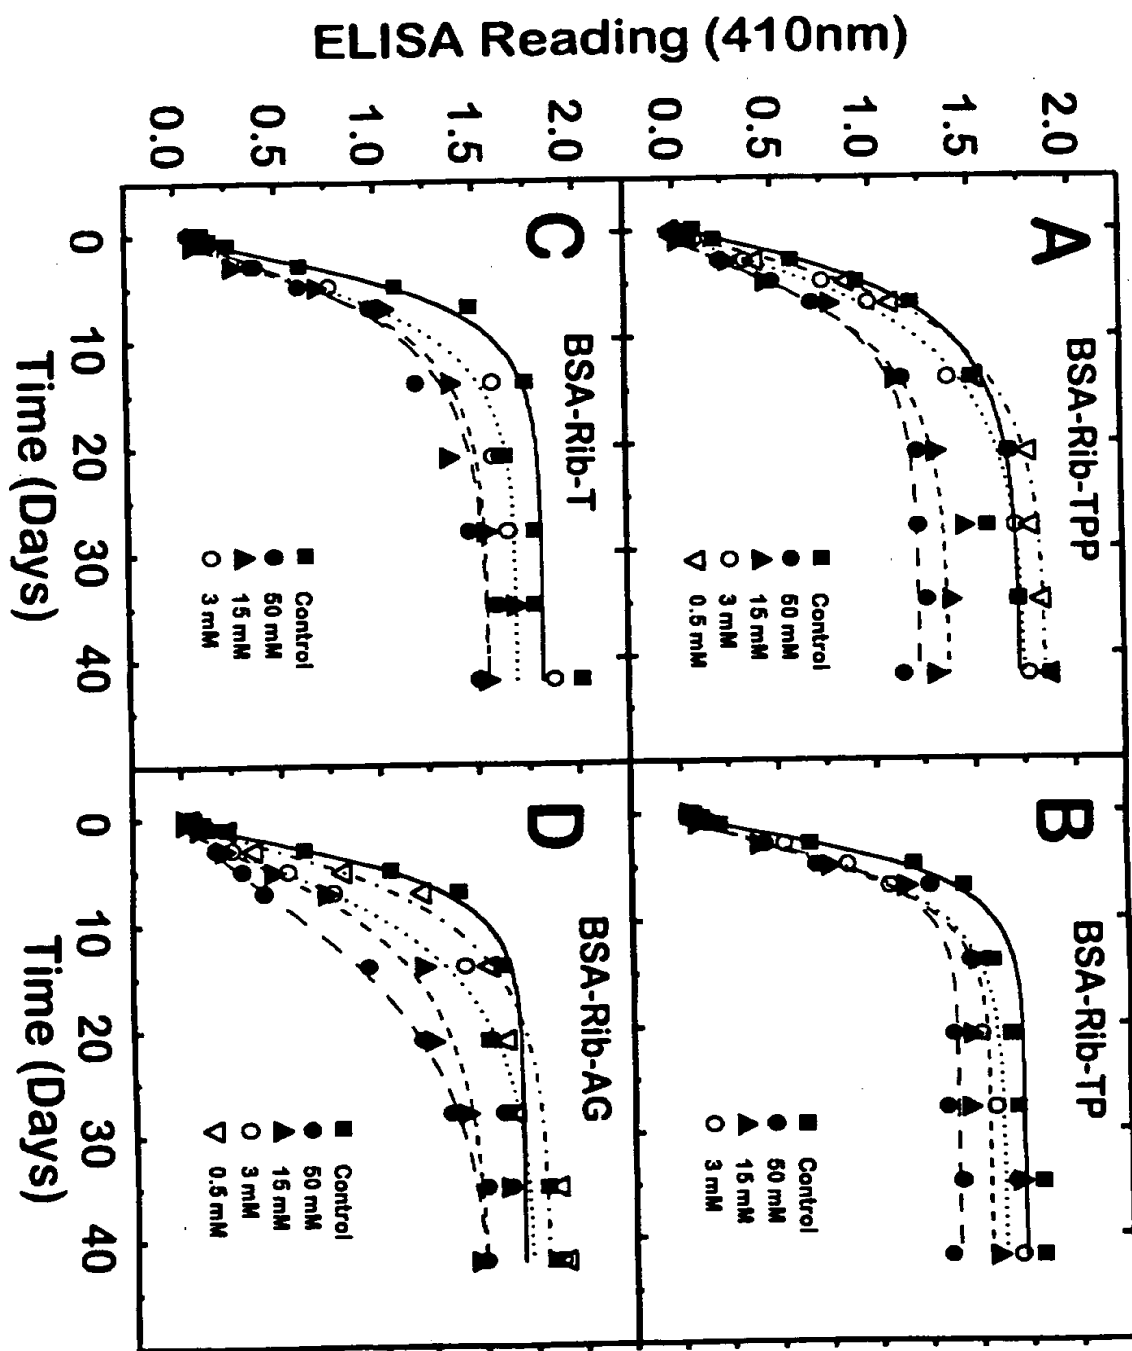 ELISA Reading (410nm)
2.0
1.5
1.0
0.5
0.0
A
BSA-Rib-TPP
Control
50 mM
15 mM
3 mM
0.5 mM
B
BSA-Rib-TP
Control
50 mM
15 mM
3 mM
2.0
1.5
1.0
0.5
0.0
C
BSA-Rib-T
Control
50 mM
15 mM
3 mM
D
BSA-Rib-AG
Control
50 mM
15 mM
3 mM
0.5 mM
0 10 20 30 40
0 10 20 30 40
Time (Days)
Time (Days)